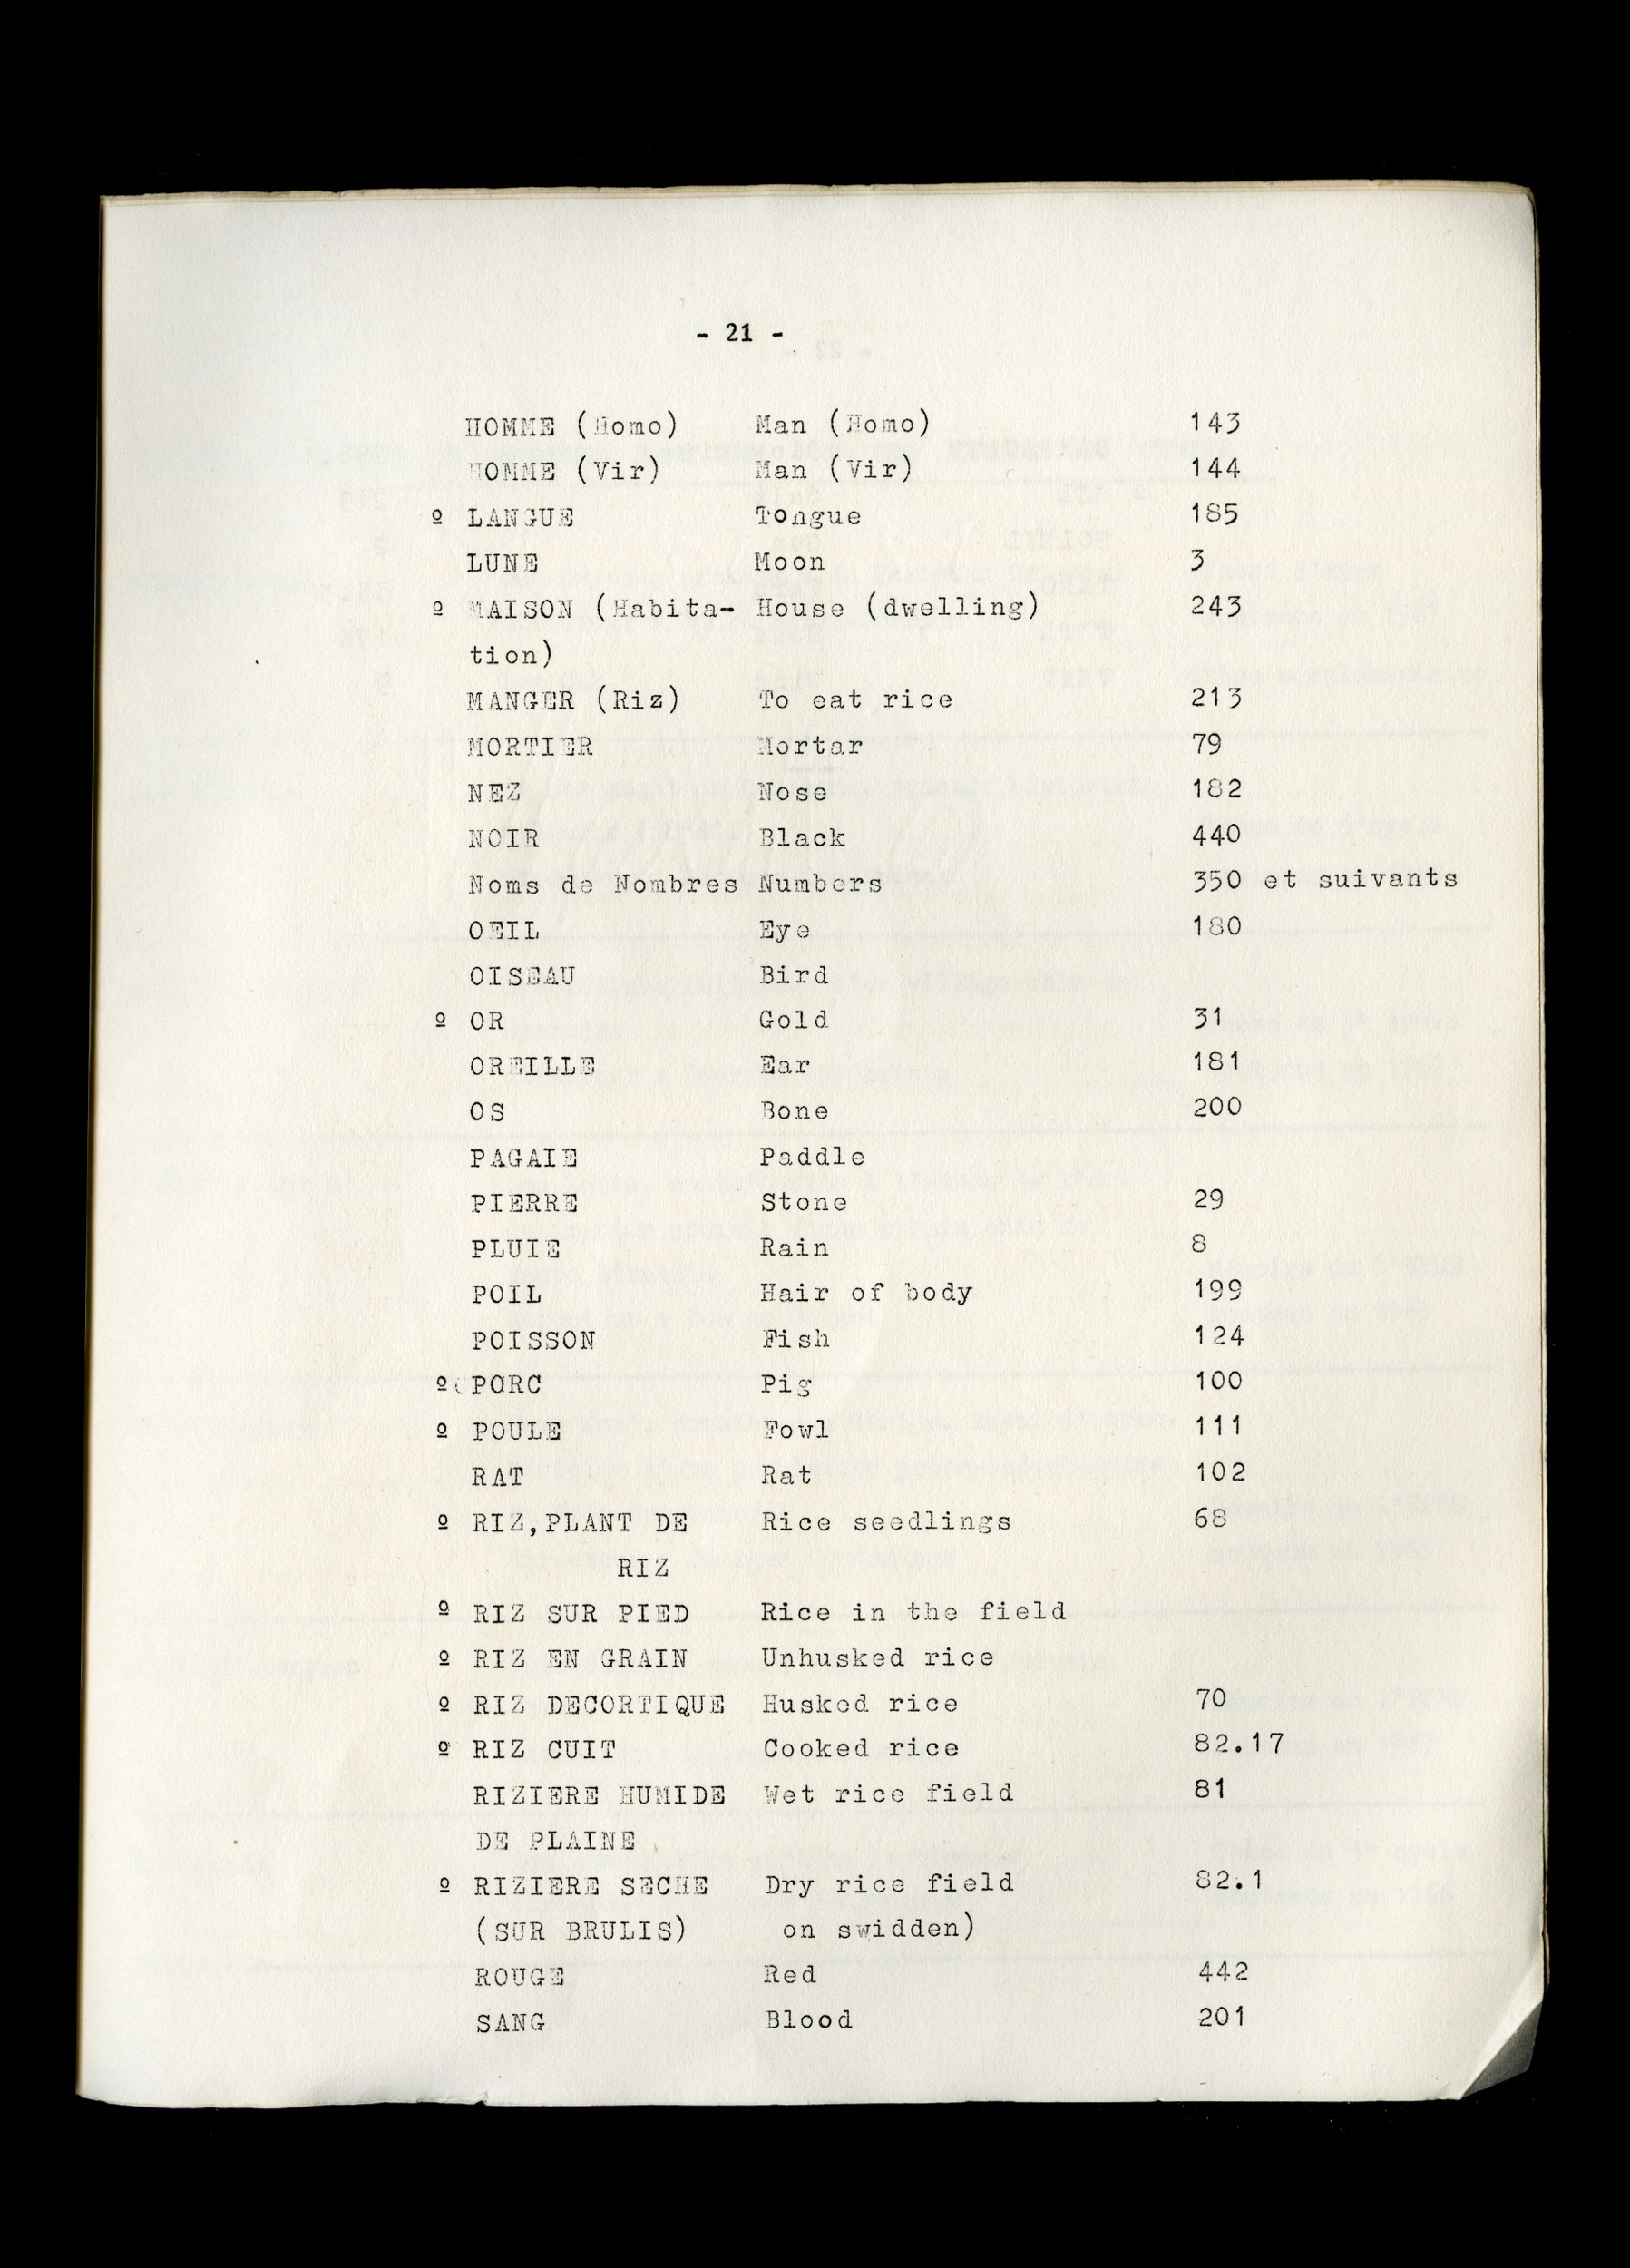 - 21 -
HOMME (Homo) Man (Homo) 143
HOMME (Vir) Man (Vir) 144
º LANGUE Tongue 185
LUNE Moon 3
º MAISON (Habita- House (dwelling) 243
tion)
MANGER (Riz) To eat rice 213
MORTIER Mortar 79
NEZ Nose 182
NOIR Black 440
Noms de Nombres Numbers 350 et suivants
OEIL Eye 180
OISEAU Bird
º OR Gold 31
OREILLE Ear 181
OS Bone 200
PAGAIE Paddle
PIERRE Stone 29
PLUIE Rain 8
POIL Hair of body 199
POISSON Fish 124
º PORC Pig 100
º POULE Fowl 111
RAT Rat 102
º RIZ,PLANT DE Rice seedlings 68
RIZ
º RIZ SUR PIED Rice in the field
º RIZ EN GRAIN Unhusked rice
º RIZ DECORTIQUE Husked rice 70
º RIZ CUIT Cooked rice 82.17
RIZIERE HUMIDE Wet rice field 81
DE PLAINE
º RIZIERE SECHE Dry rice field 82.1
(SUR BRULIS) on swidden)
ROUGE Red 442
SANG Blood 201